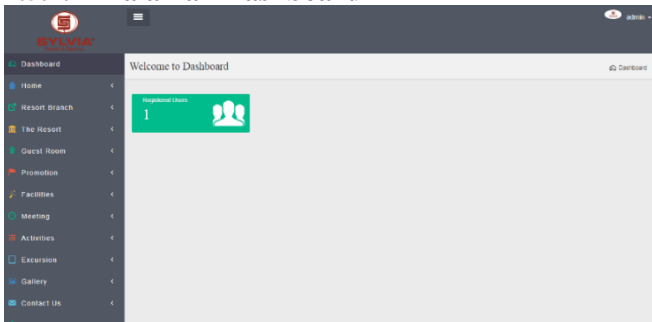 SYLVIA
admin
Dashboard
Welcome to Dashboard
Dashboard
Home
Resort Branch
Registered Users
1
The Resort
Guest Room
Promotion
Facilities
Meeting
Activities
Excursion
Gallery
Contact Us